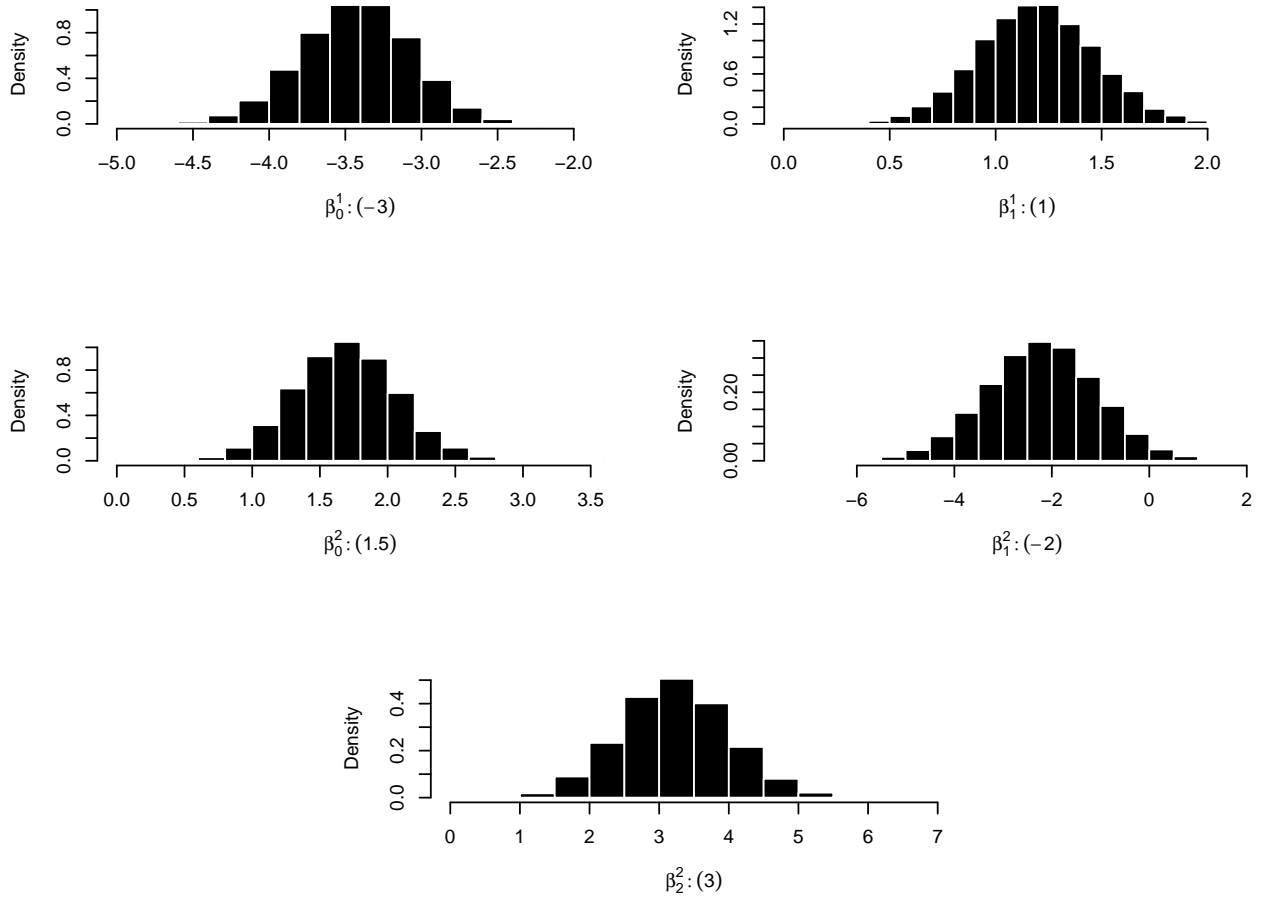 Density
0.0 0.4 0.8
−5.0 −4.5 −4.0 −3.5 −3.0 −2.5 −2.0
β₀¹: (−3)
Density
0.0 0.6 1.2
0.0 0.5 1.0 1.5 2.0
β₁¹: (1)
Density
0.0 0.4 0.8
0.0 0.5 1.0 1.5 2.0 2.5 3.0 3.5
β₀²: (1.5)
Density
0.00 0.20
−6 −4 −2 0 2
β₁²: (−2)
Density
0.0 0.2 0.4
0 1 2 3 4 5 6 7
β₂²: (3)